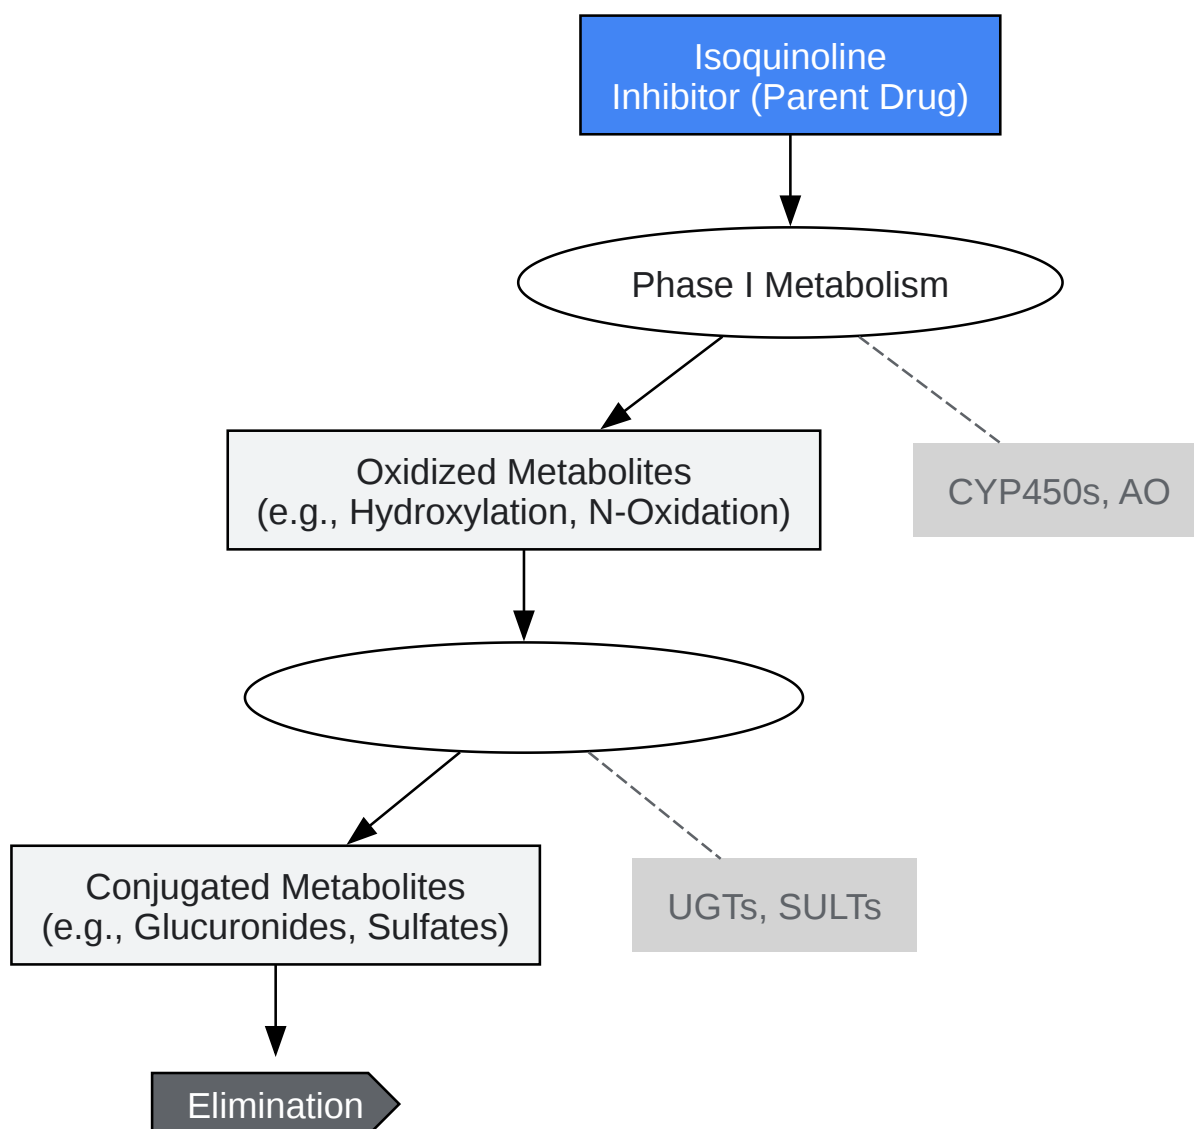 Isoquinoline
Inhibitor (Parent Drug)
Phase I Metabolism
Oxidized Metabolites
(e.g., Hydroxylation, N-Oxidation)
CYP450s, AO
Conjugated Metabolites
(e.g., Glucuronides, Sulfates)
UGTs, SULTs
Elimination